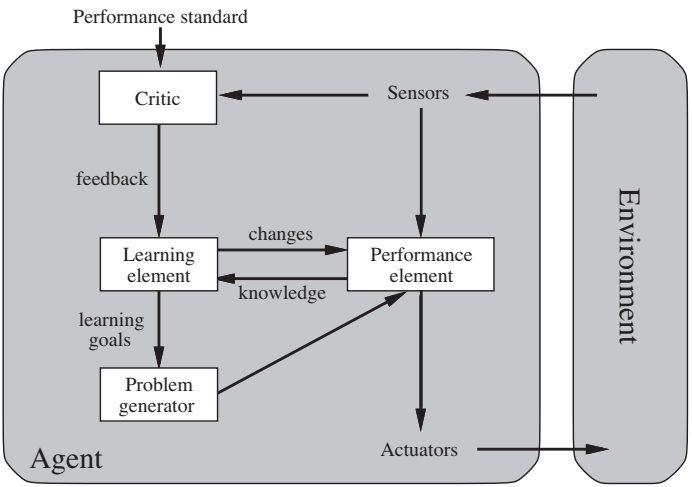 Performance standard
Critic
Sensors
feedback
changes
Learning
element
Performance
element
knowledge
learning
goals
Problem
generator
Agent
Actuators
Environment